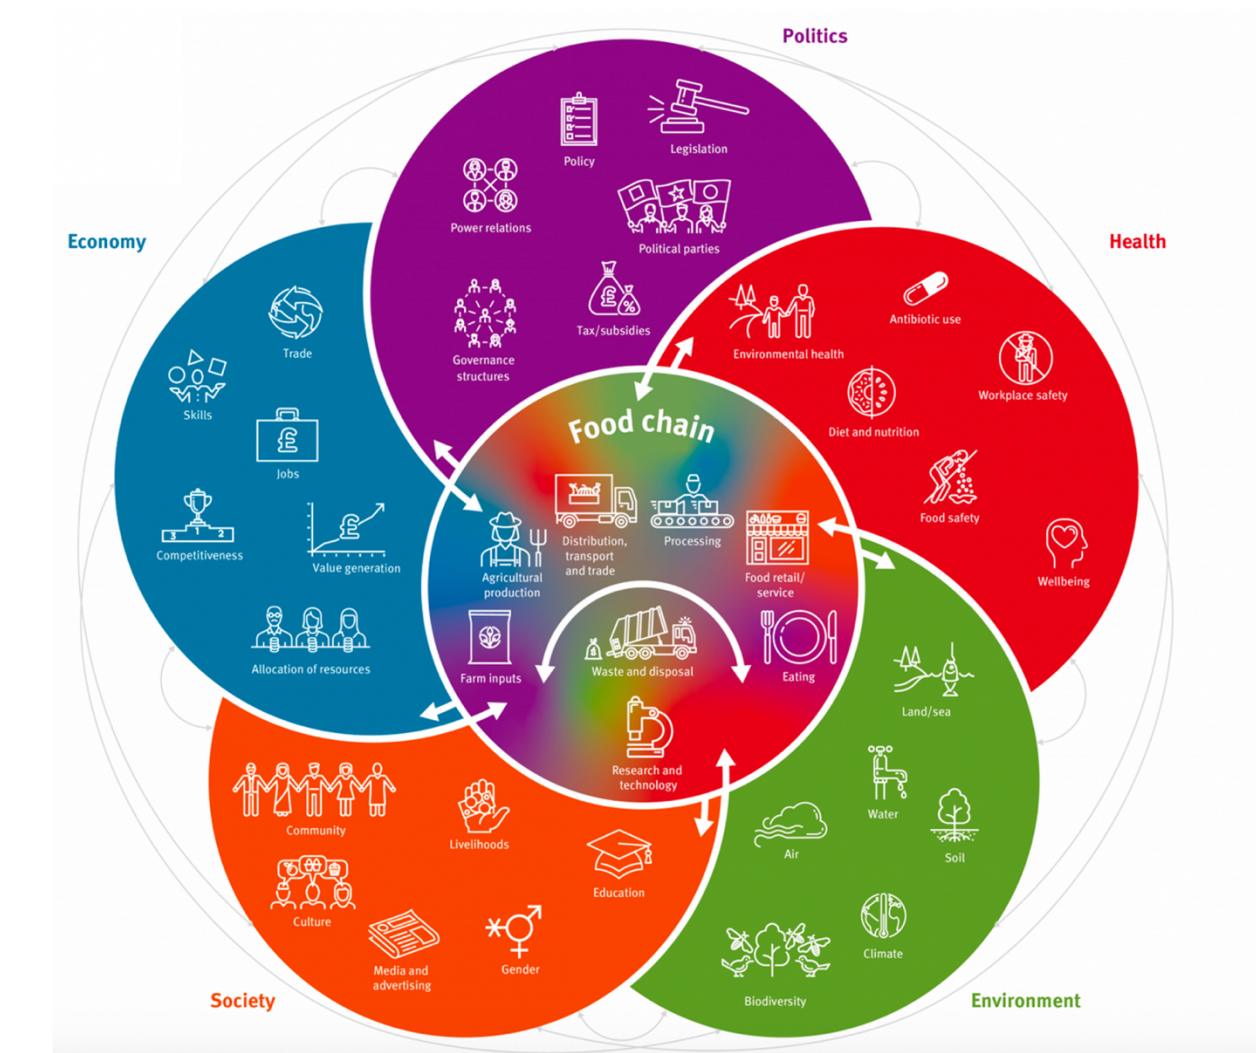 Politics
Policy
Legislation
Power relations
Political parties
Tax/subsidies
Governance
structures
Economy
Trade
Skills
Jobs
Competitiveness
Value generation
Allocation of resources
Health
Environmental health
Antibiotic use
Workplace safety
Diet and nutrition
Food safety
Wellbeing
Food chain
Distribution,
transport
and trade
Processing
Agricultural
production
Food retail/
service
Farm inputs
Waste and disposal
Eating
Research and
technology
Society
Community
Livelihoods
Education
Culture
Media and
advertising
Gender
Environment
Land/sea
Water
Air
Soil
Climate
Biodiversity
£
%
£
3
1
2
£